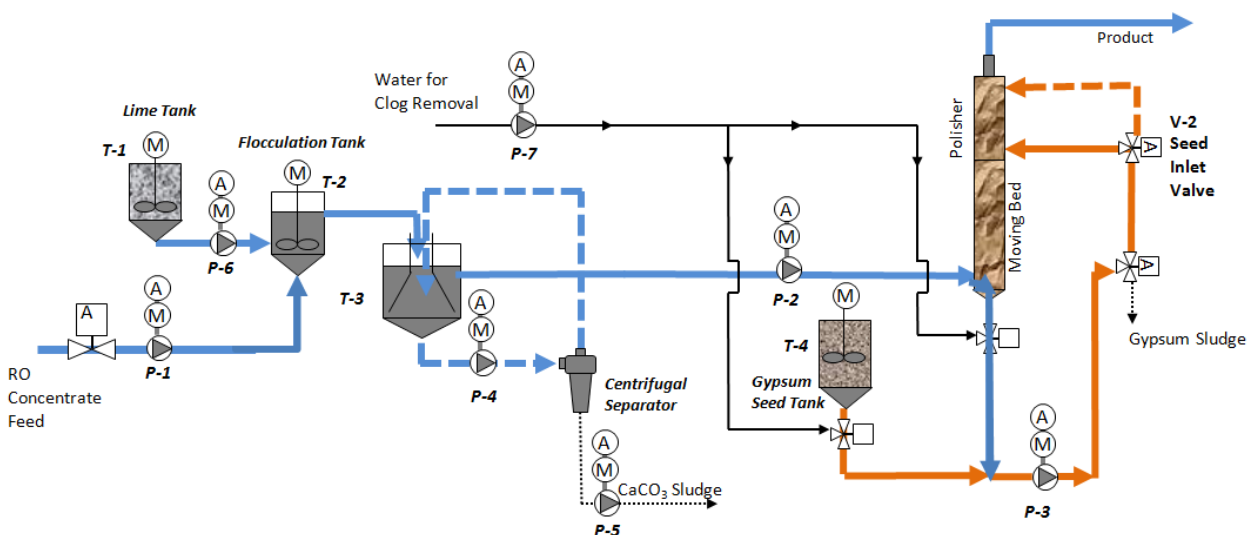 Product
A
M
Water for
Clog Removal
P-7
Lime Tank
T-1
M
Flocculation Tank
M
T-2
A
M
P-6
Polisher
Moving Bed
A
V-2
Seed
Inlet
Valve
A
Gypsum Sludge
A
M
P-2
T-3
A
M
P-4
Centrifugal
Separator
A
A
M
P-1
RO
Concentrate
Feed
M
T-4
Gypsum
Seed Tank
A
M
CaCO₃ Sludge
P-5
A
M
P-3